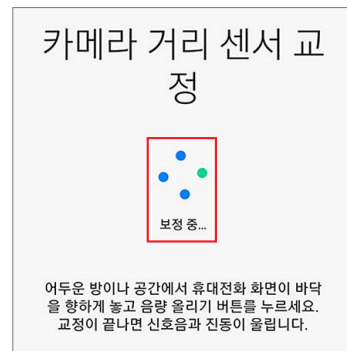 카메라 거리 센서 교
정
보정 중...
어두운 방이나 공간에서 휴대전화 화면이 바닥
을 향하게 놓고 음량 올리기 버튼를 누르세요.
교정이 끝나면 신호음과 진동이 울립니다.